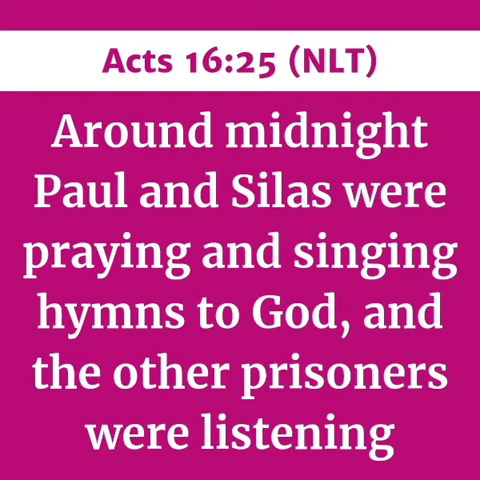 Acts 16:25 (NLT)
Around midnight
Paul and Silas were
praying and singing
hymns to God, and
the other prisoners
were listening